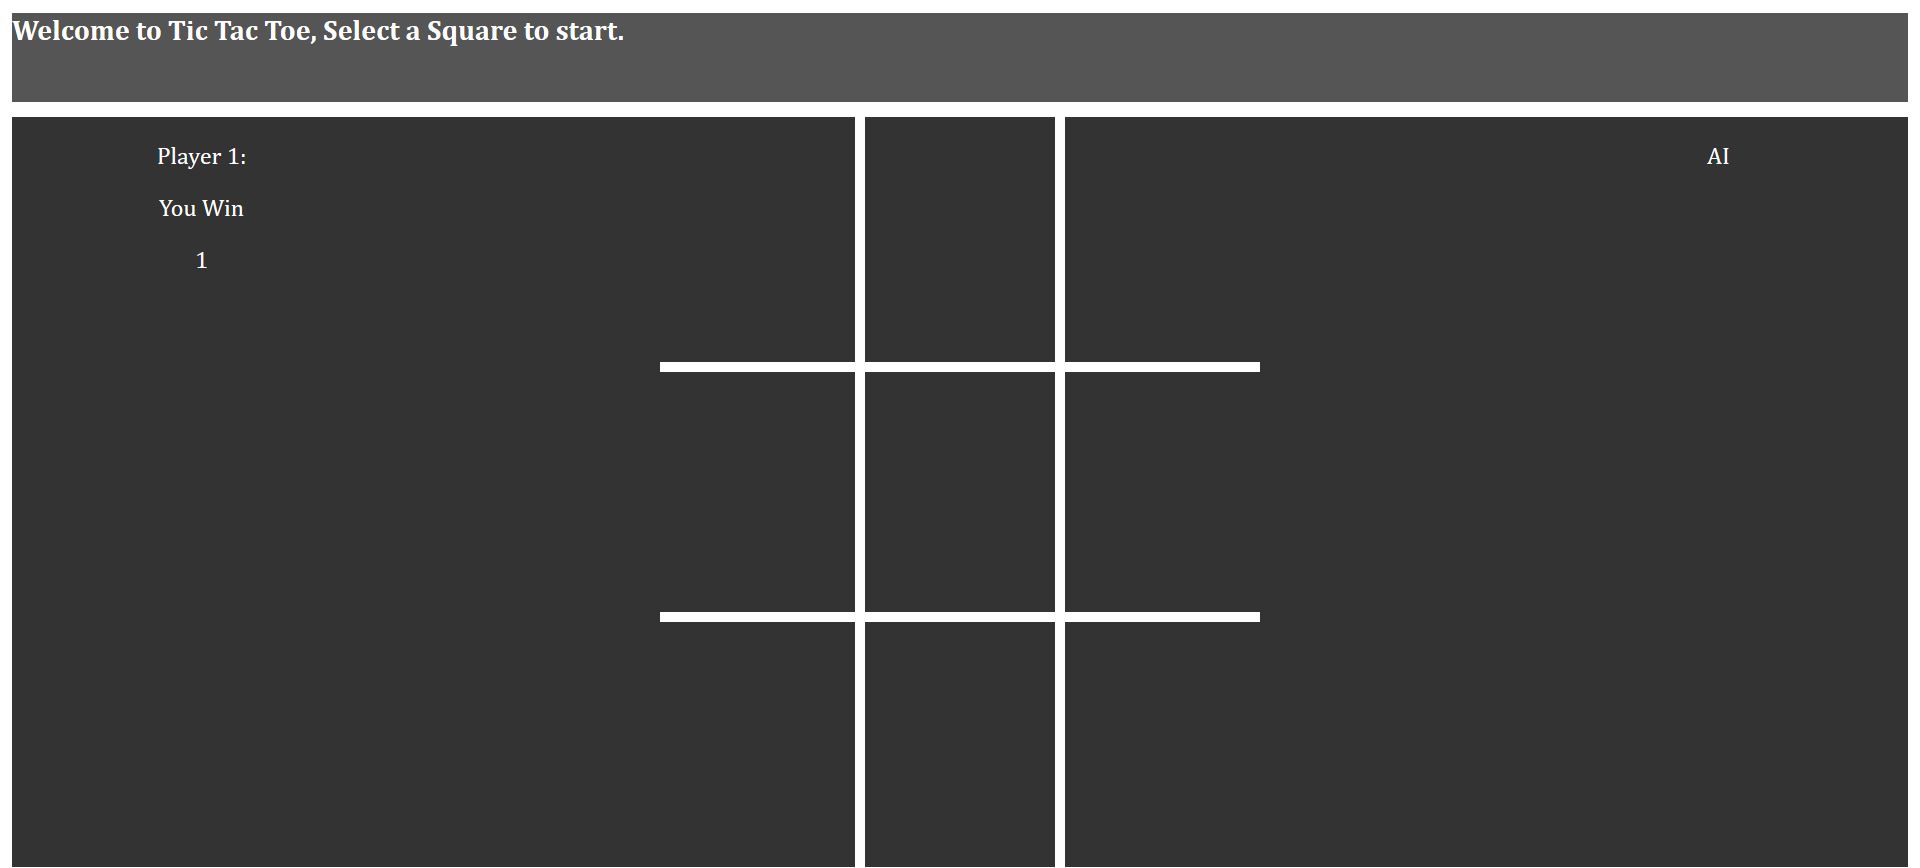 Welcome to Tic Tac Toe, Select a Square to start.
Player 1:
You Win
1
AI